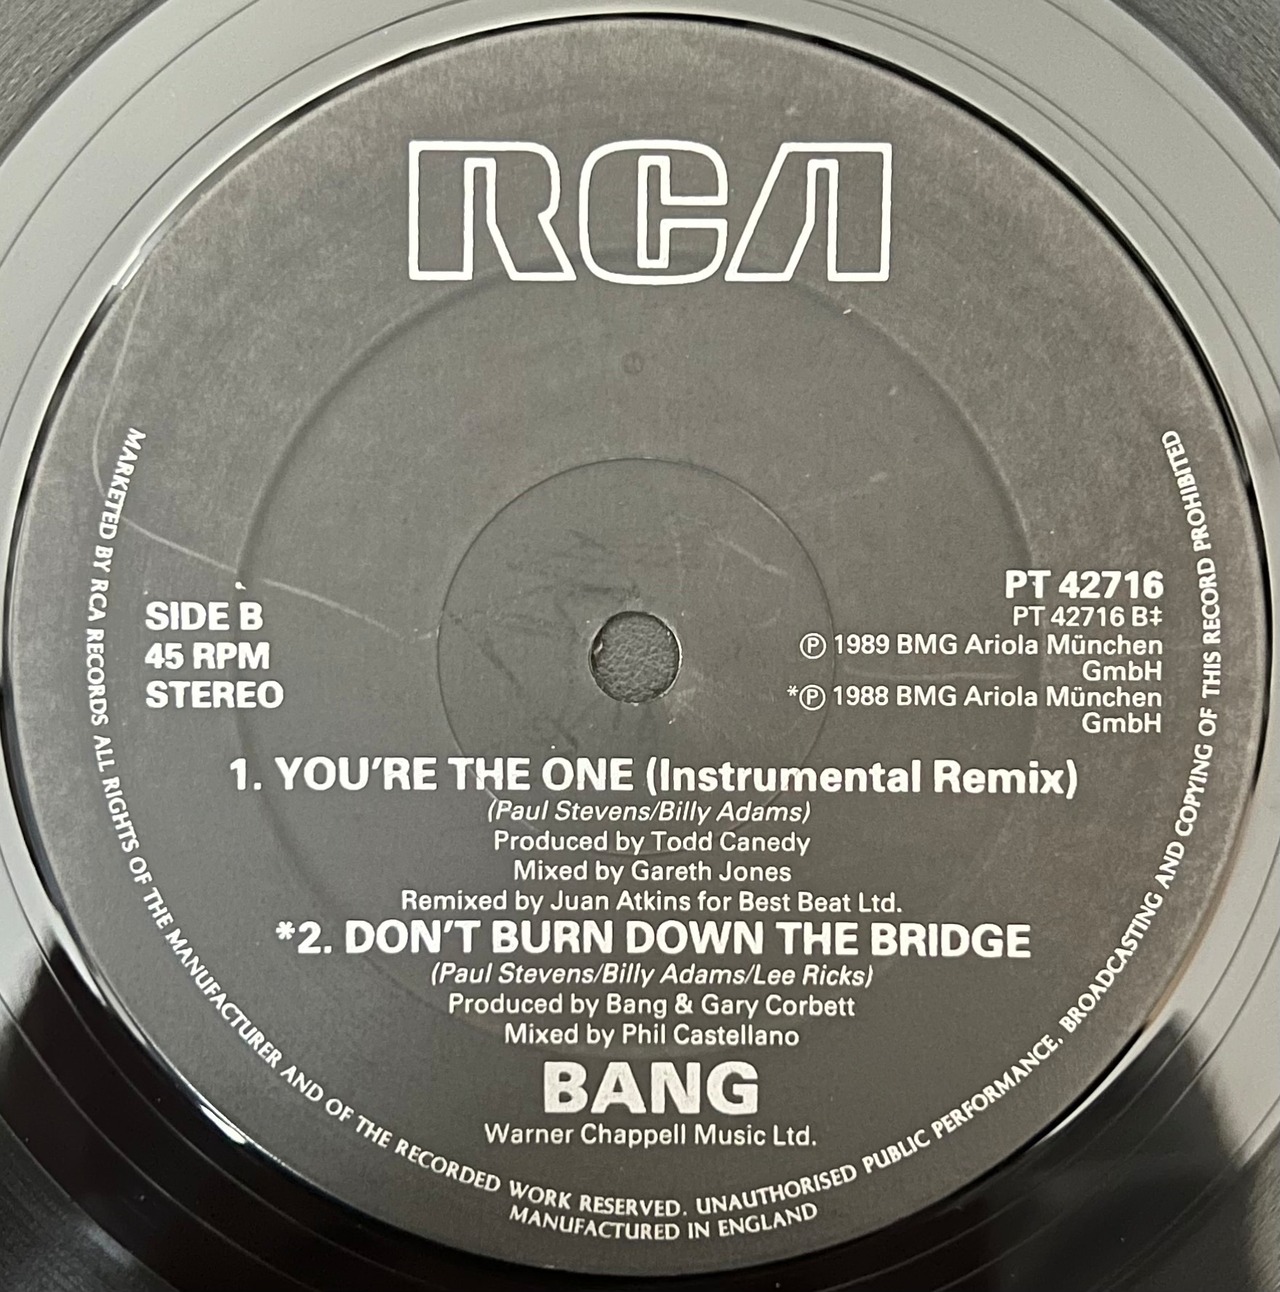 RCA
SIDE B
45 RPM
STEREO
PT 42716
PT 42716 B‡
℗ 1989 BMG Ariola München
GmbH
*℗ 1988 BMG Ariola München
GmbH
1. YOU'RE THE ONE (Instrumental Remix)
(Paul Stevens/Billy Adams)
Produced by Todd Canedy
Mixed by Gareth Jones
Remixed by Juan Atkins for Best Beat Ltd.
*2. DON'T BURN DOWN THE BRIDGE
(Paul Stevens/Billy Adams/Lee Ricks)
Produced by Bang & Gary Corbett
Mixed by Phil Castellano
BANG
Warner Chappell Music Ltd.
MARKETED BY RCA RECORDS ALL RIGHTS OF THE MANUFACTURER AND OF THE RECORDED WORK RESERVED. UNAUTHORISED PUBLIC PERFORMANCE, BROADCASTING AND COPYING OF THIS RECORD PROHIBITED
MANUFACTURED IN ENGLAND